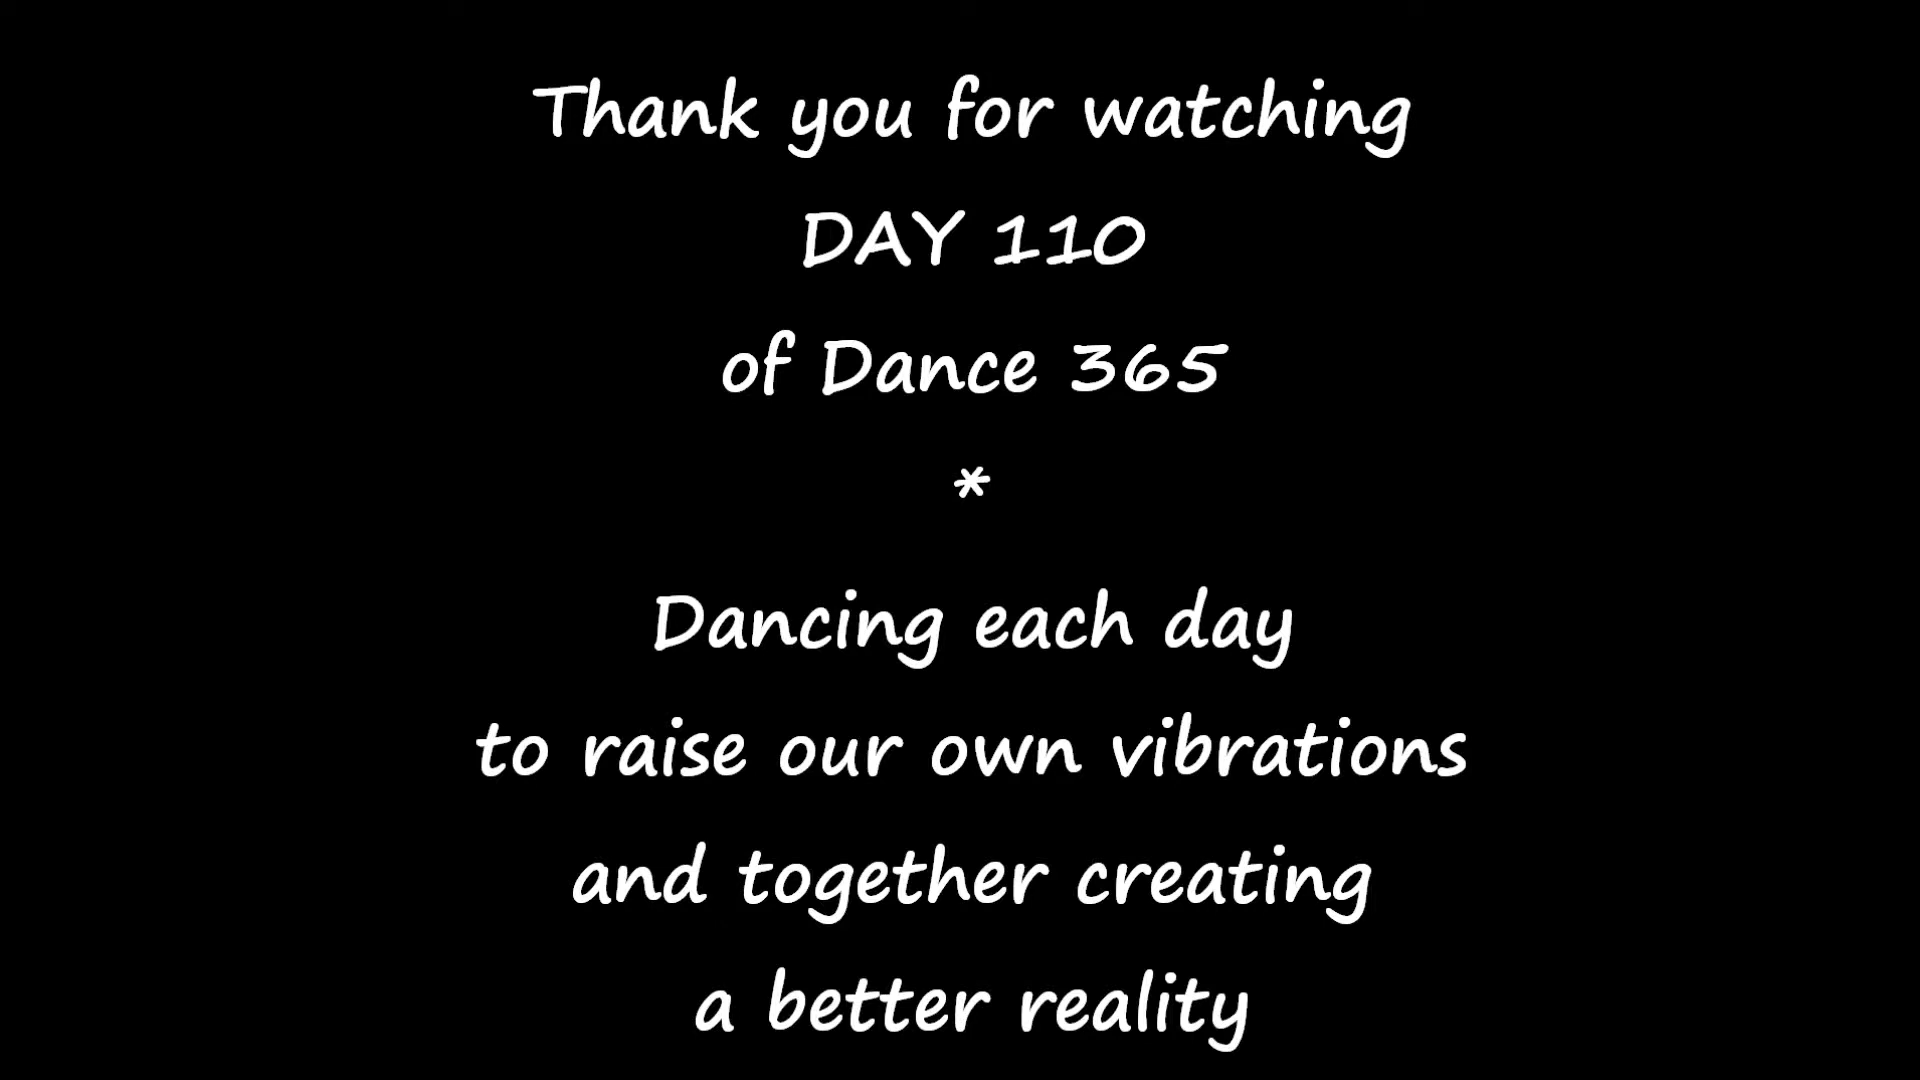 Thank you for watching
DAY 110
of Dance 365
*
Dancing each day
to raise our own vibrations
and together creating
a better reality